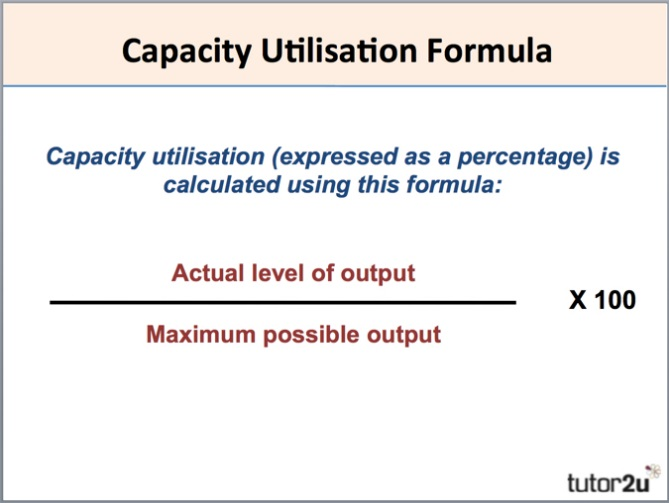 Capacity Utilisation Formula
Capacity utilisation (expressed as a percentage) is
calculated using this formula:
Actual level of output
X 100
Maximum possible output
tutor2u